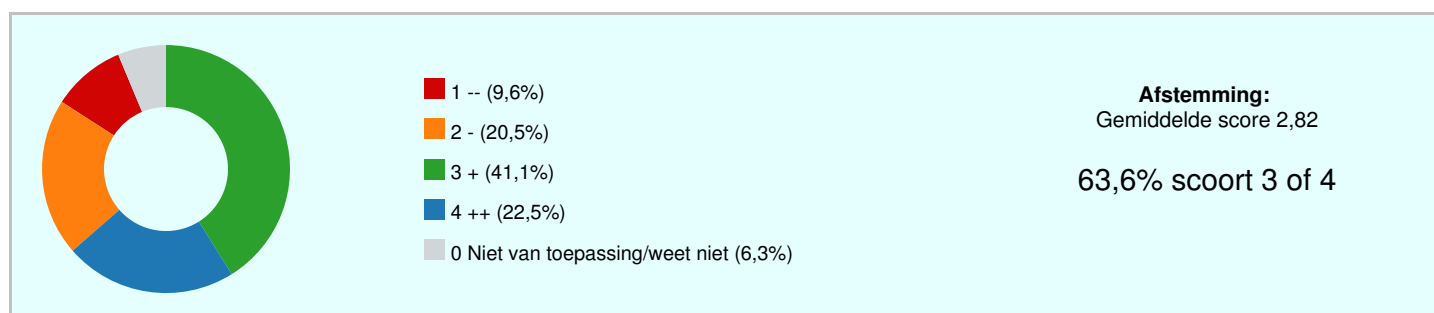 1 -- (9,6%)
2 - (20,5%)
3 + (41,1%)
4 ++ (22,5%)
0 Niet van toepassing/weet niet (6,3%)
Afstemming:
Gemiddelde score 2,82
63,6% scoort 3 of 4